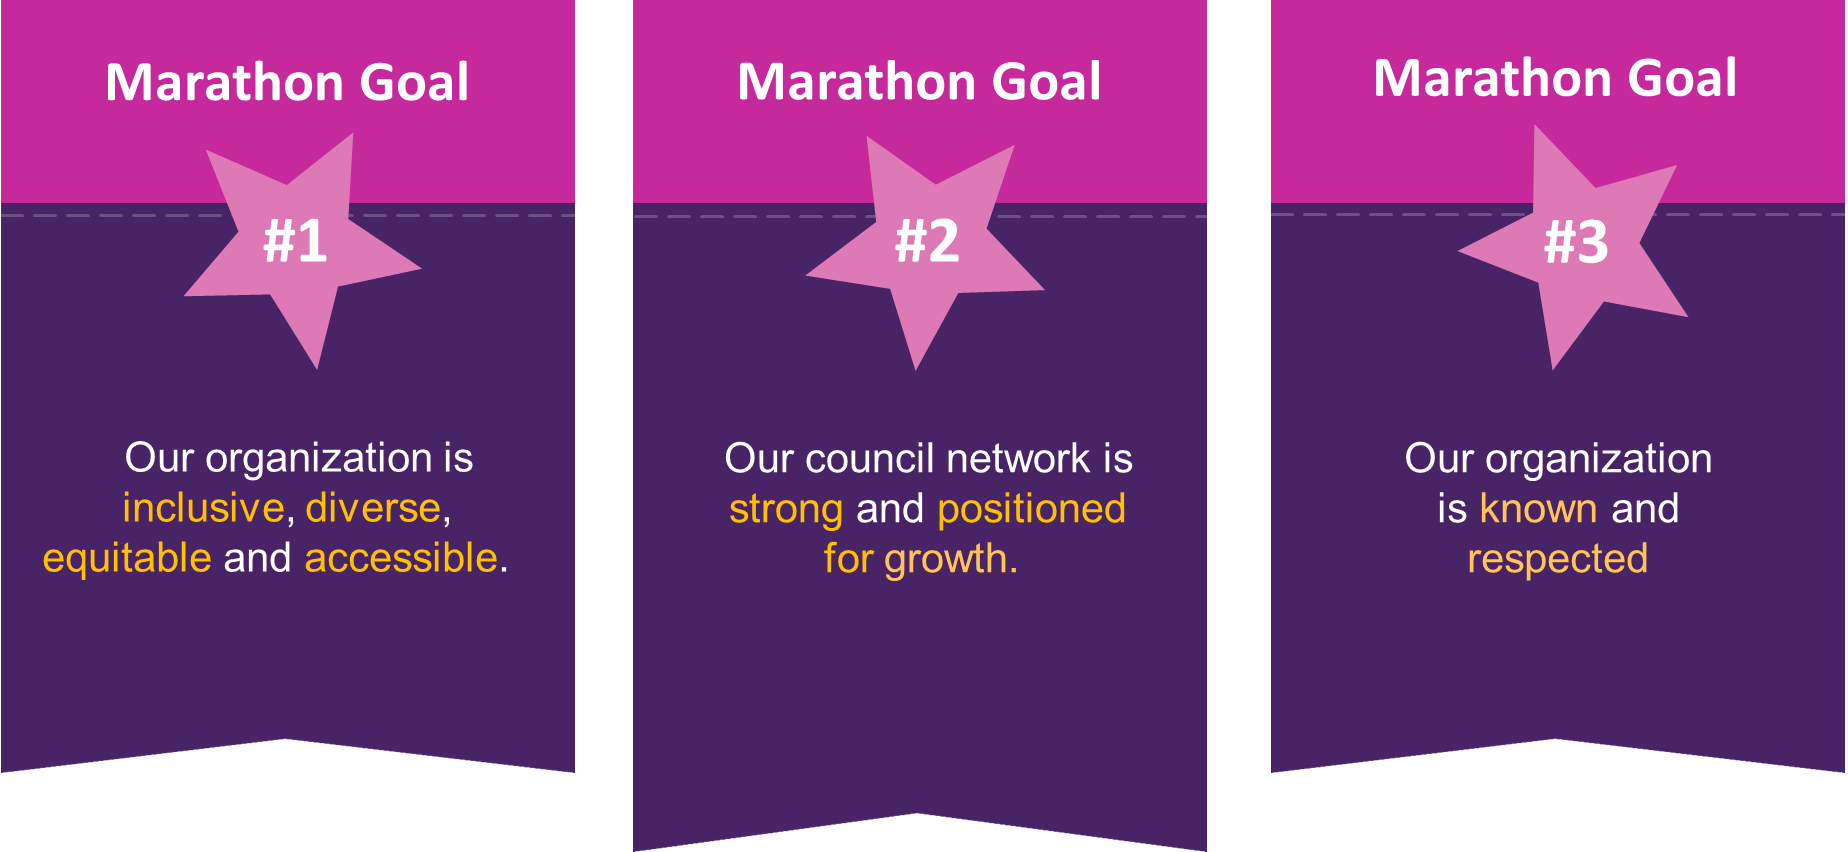 Marathon Goal
#1
Our organization is
inclusive, diverse,
equitable and accessible.
Marathon Goal
#2
Our council network is
strong and positioned
for growth.
Marathon Goal
#3
Our organization
is known and
respected